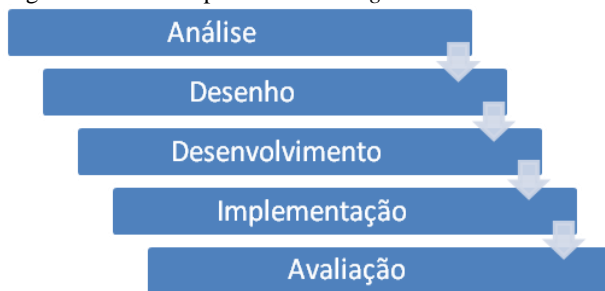 Análise
Desenho
Desenvolvimento
Implementação
Avaliação